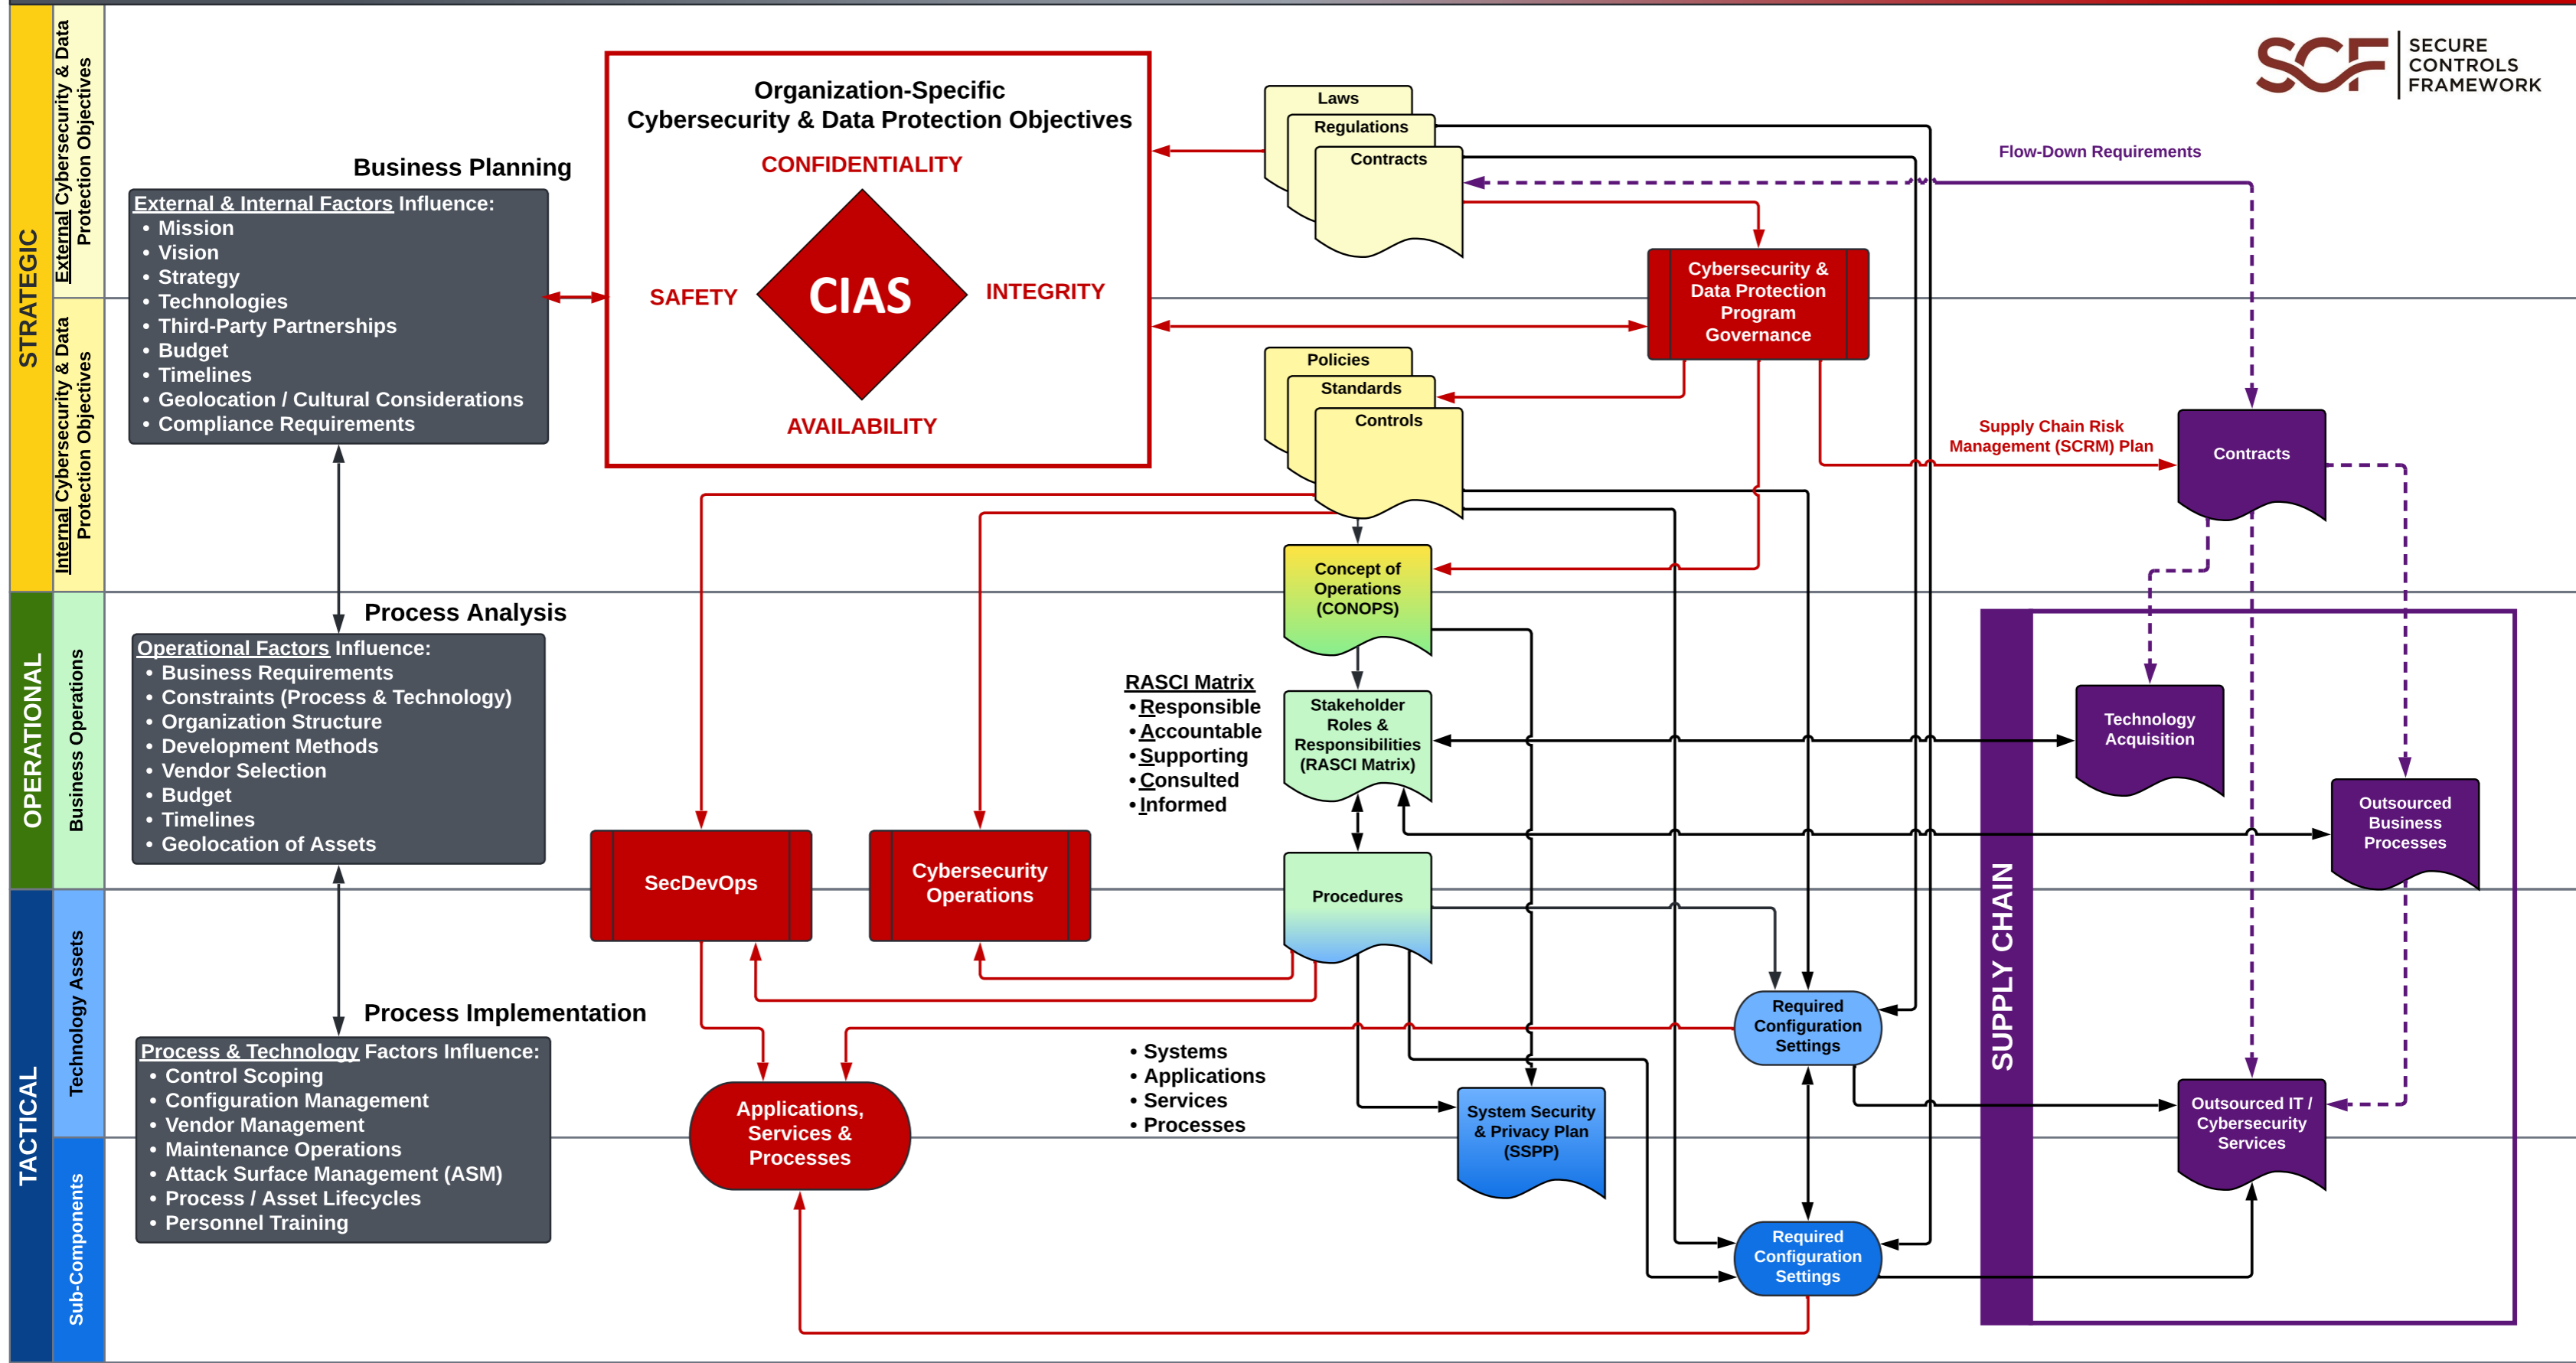 STRATEGIC
External Cybersecurity & Data
Protection Objectives
Internal Cybersecurity & Data
Protection Objectives
OPERATIONAL
Business Operations
TACTICAL
Technology Assets
Sub-Components
Business Planning
External & Internal Factors Influence:
• Mission
• Vision
• Strategy
• Technologies
• Third-Party Partnerships
• Budget
• Timelines
• Geolocation / Cultural Considerations
• Compliance Requirements
Process Analysis
Operational Factors Influence:
• Business Requirements
• Constraints (Process & Technology)
• Organization Structure
• Development Methods
• Vendor Selection
• Budget
• Timelines
• Geolocation of Assets
Process Implementation
Process & Technology Factors Influence:
• Control Scoping
• Configuration Management
• Vendor Management
• Maintenance Operations
• Attack Surface Management (ASM)
• Process / Asset Lifecycles
• Personnel Training
Organization-Specific
Cybersecurity & Data Protection Objectives
CONFIDENTIALITY
SAFETY
CIAS
INTEGRITY
AVAILABILITY
Laws
Regulations
Contracts
SCF
SECURE
CONTROLS
FRAMEWORK
Flow-Down Requirements
Cybersecurity &
Data Protection
Program
Governance
Policies
Standards
Controls
Supply Chain Risk
Management (SCRM) Plan
Contracts
Concept of
Operations
(CONOPS)
RASCI Matrix
• Responsible
• Accountable
• Supporting
• Consulted
• Informed
Stakeholder
Roles &
Responsibilities
(RASCI Matrix)
SecDevOps
Cybersecurity
Operations
Procedures
SUPPLY CHAIN
Technology
Acquisition
Outsourced
Business
Processes
Required
Configuration
Settings
• Systems
• Applications
• Services
• Processes
Applications,
Services &
Processes
System Security
& Privacy Plan
(SSPP)
Outsourced IT /
Cybersecurity
Services
Required
Configuration
Settings